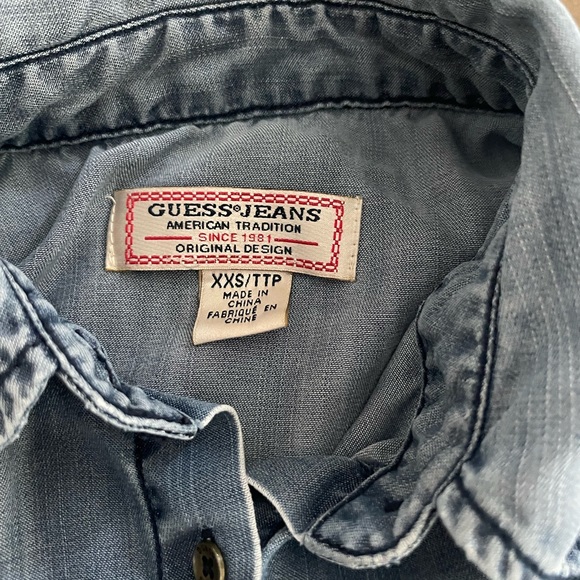 GUESS®JEANS
AMERICAN TRADITION
SINCE 1981
ORIGINAL DESIGN
XXS/TTP
MADE IN
CHINA
FABRIQUÉ EN
CHINE